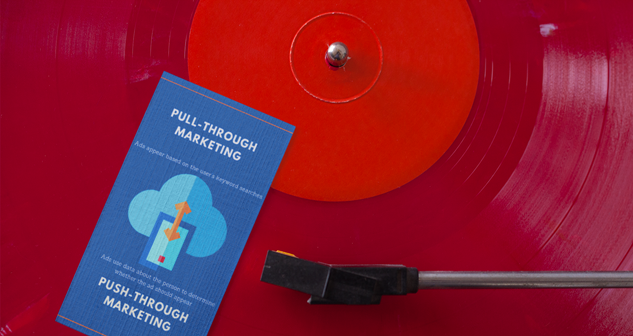 PULL-THROUGH
MARKETING
Ads appear based on the user's keyword searches
Ads use data about the person to determine
whether the ad should appear
PUSH-THROUGH
MARKETING